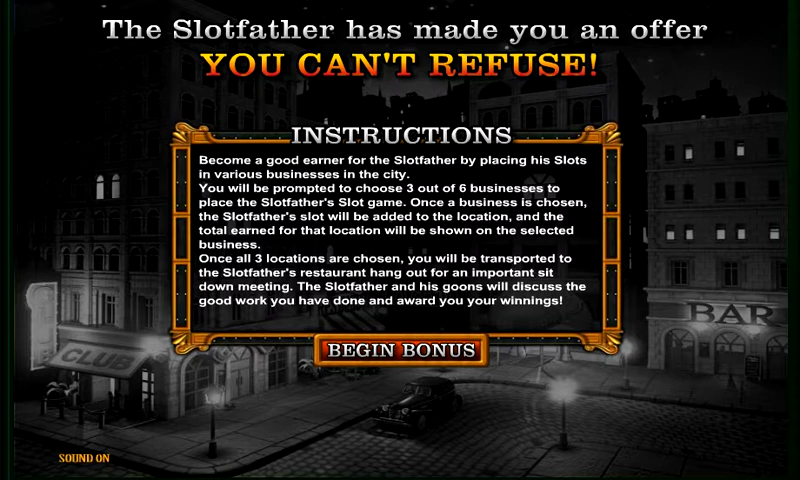 The Slotfather has made you an offer
YOU CAN'T REFUSE!
INSTRUCTIONS
Become a good earner for the Slotfather by placing his Slots
in various businesses in the city.
You will be prompted to choose 3 out of 6 businesses to
place the Slotfather's Slot game. Once a business is chosen,
the Slotfather's slot will be added to the location, and the
total earned for that location will be shown on the selected
business.
Once all 3 locations are chosen, you will be transported to
the Slotfather's restaurant hang out for an important sit
down meeting. The Slotfather and his goons will discuss the
good work you have done and award you your winnings!
BAR
CLUB
BEGIN BONUS
SOUND ON